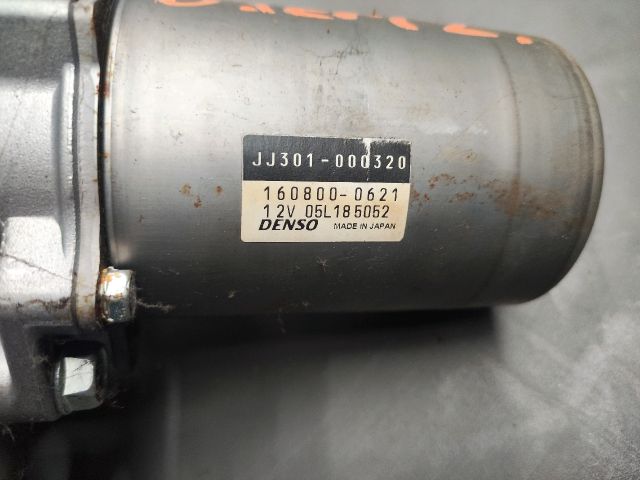 JJ301-000320
160800-0621
12V 05L185052
DENSO MADE IN JAPAN